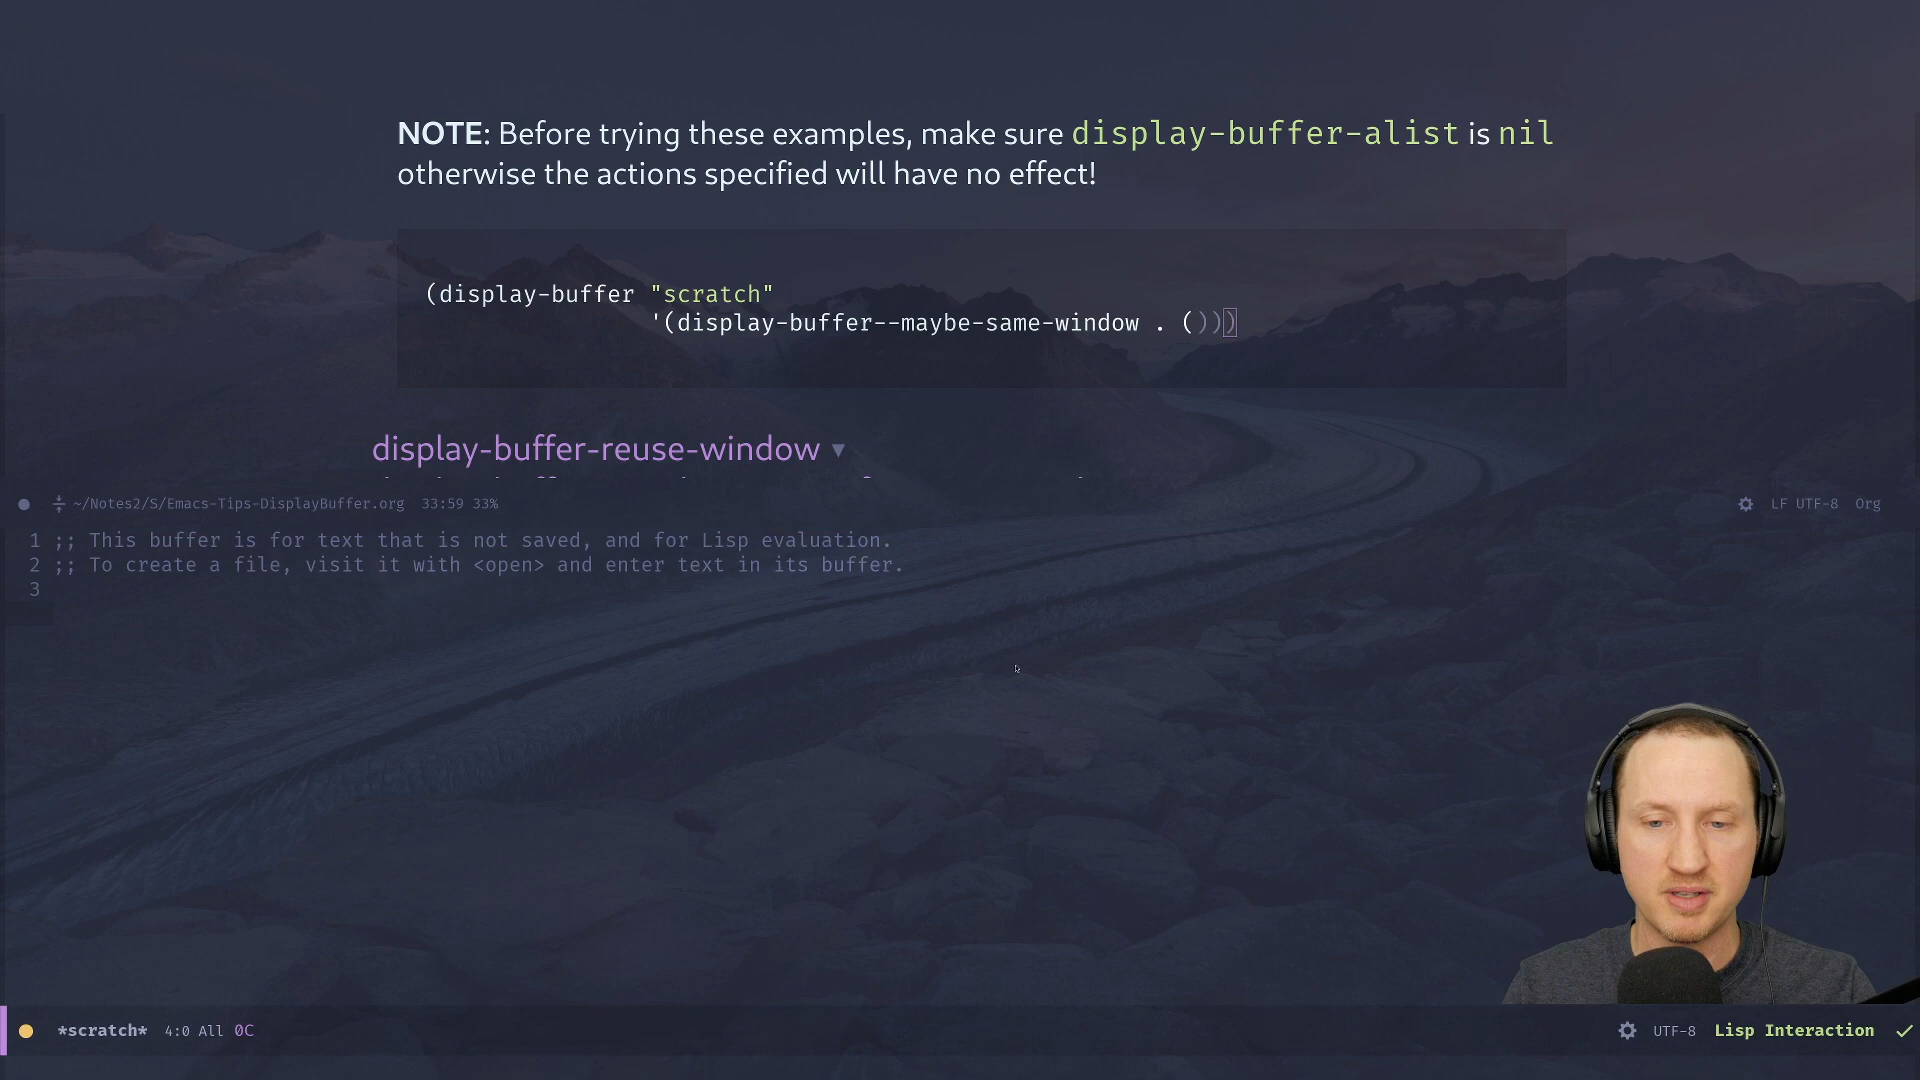 NOTE: Before trying these examples, make sure display-buffer-alist is nil
otherwise the actions specified will have no effect!
(display-buffer "scratch"
'(display-buffer--maybe-same-window . ()))
display-buffer-reuse-window ▼
~/Notes2/S/Emacs-Tips-DisplayBuffer.org 33:59 33% LF UTF-8 Org
1 ;; This buffer is for text that is not saved, and for Lisp evaluation.
2 ;; To create a file, visit it with <open> and enter text in its buffer.
3
*scratch* 4:0 All 0C UTF-8 Lisp Interaction